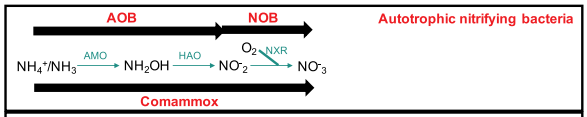 AOB NOB Autotrophic nitrifying bacteria
O₂ NXR
AMO HAO
NH₄⁺/NH₃ NH₂OH NO⁻₂ NO⁻₃
Comammox